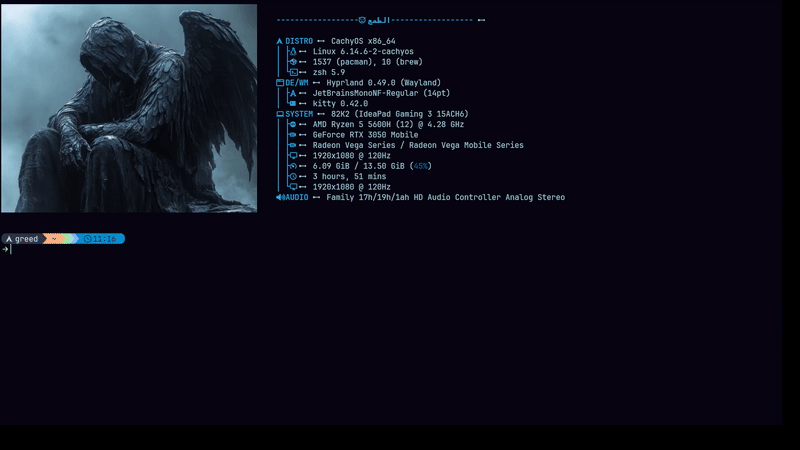 ------------------الطمع------------------
DISTRO CachyOS x86_64
Linux 6.14.6-2-cachyos
1537 (pacman), 10 (brew)
zsh 5.9
DE/WM Hyprland 0.49.0 (Wayland)
JetBrainsMonoNF-Regular (14pt)
kitty 0.42.0
SYSTEM 82K2 (IdeaPad Gaming 3 15ACH6)
AMD Ryzen 5 5600H (12) @ 4.28 GHz
GeForce RTX 3050 Mobile
Radeon Vega Series / Radeon Vega Mobile Series
1920x1080 @ 120Hz
6.09 GiB / 13.50 GiB (45%)
3 hours, 51 mins
1920x1080 @ 120Hz
AUDIO Family 17h/19h/1ah HD Audio Controller Analog Stereo
greed ~ 11:16